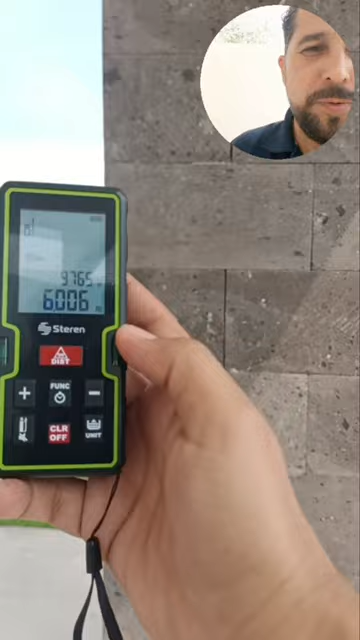 9.765
6.006
Steren
DIST
FUNC
CLR
OFF
UNIT